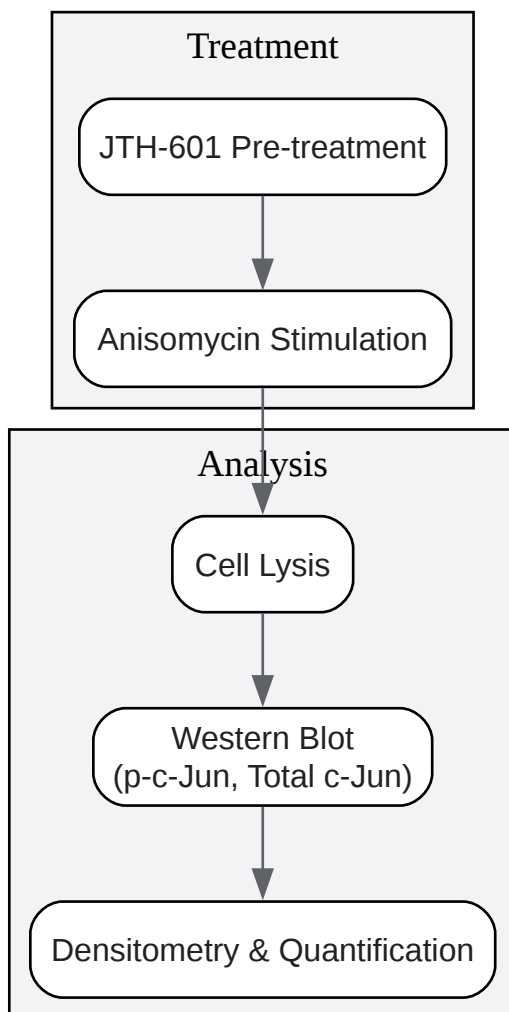 Treatment
JTH-601 Pre-treatment
Anisomycin Stimulation
Analysis
Cell Lysis
Western Blot
(p-c-Jun, Total c-Jun)
Densitometry & Quantification